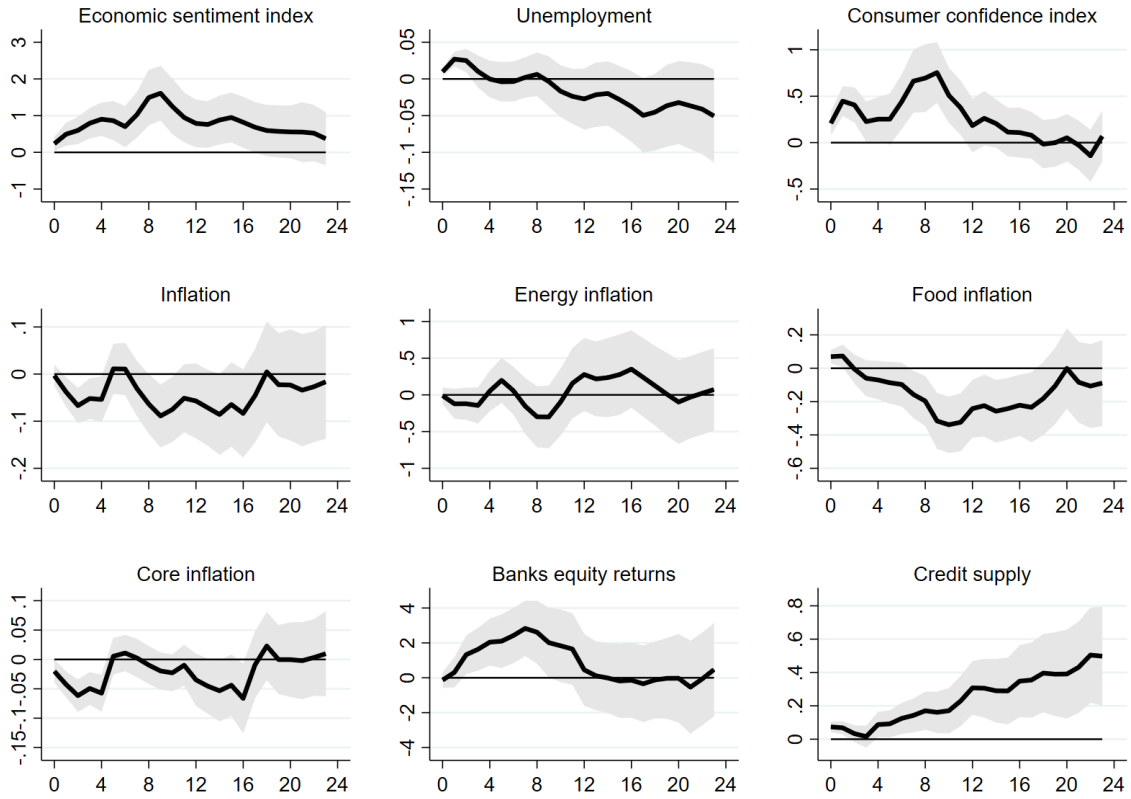 Economic sentiment index
3
2
1
0
-1
0 4 8 12 16 20 24
Unemployment
.05
0
-.05
-.1
-.15
0 4 8 12 16 20 24
Consumer confidence index
1
.5
0
-.5
0 4 8 12 16 20 24
Inflation
.1
0
-.1
-.2
0 4 8 12 16 20 24
Energy inflation
1
.5
0
-.5
-1
0 4 8 12 16 20 24
Food inflation
.2
0
-.2
-.4
-.6
0 4 8 12 16 20 24
Core inflation
.1
.05
0
-.05
-.1
-.15
0 4 8 12 16 20 24
Banks equity returns
4
2
0
-2
-4
0 4 8 12 16 20 24
Credit supply
.8
.6
.4
.2
0
0 4 8 12 16 20 24